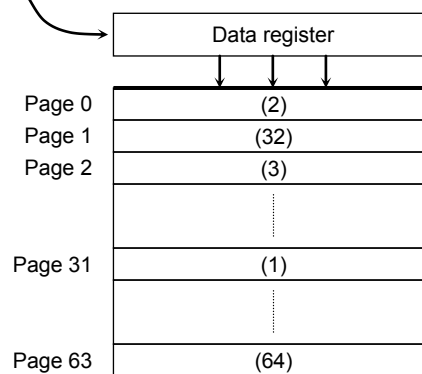 Data register
Page 0 (2)
Page 1 (32)
Page 2 (3)
Page 31 (1)
Page 63 (64)